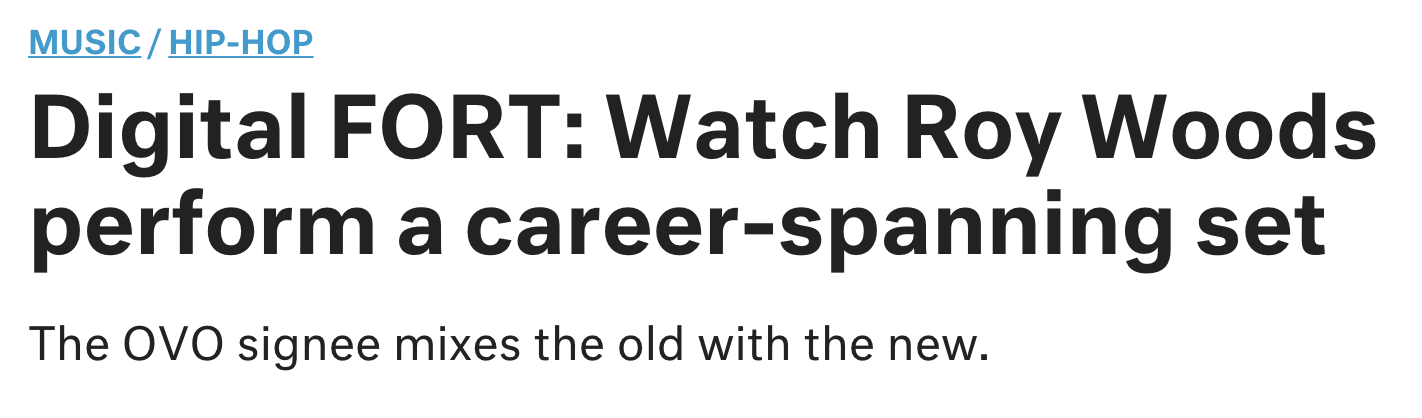 MUSIC / HIP-HOP
Digital FORT: Watch Roy Woods
perform a career-spanning set
The OVO signee mixes the old with the new.